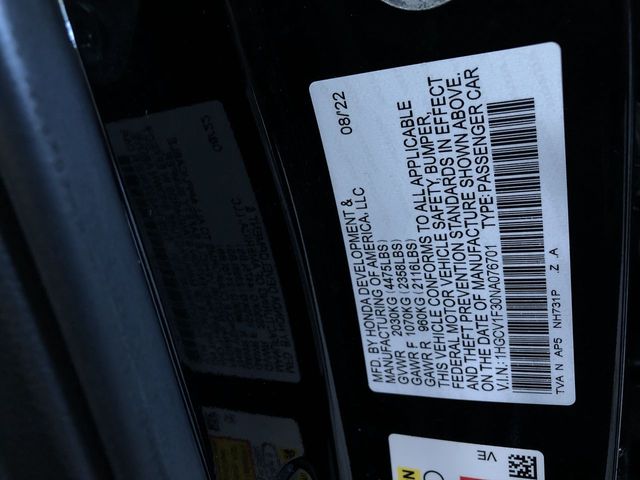 MFD. BY HONDA DEVELOPMENT & 08/22
MANUFACTURING OF AMERICA, LLC
GVWR 2030KG (4475LBS)
GAWR F 1070KG (2358LBS)
GAWR R 960KG (2116LBS)
THIS VEHICLE CONFORMS TO ALL APPLICABLE
FEDERAL MOTOR VEHICLE SAFETY, BUMPER,
AND THEFT PREVENTION STANDARDS IN EFFECT
ON THE DATE OF MANUFACTURE SHOWN ABOVE.
V.I.N.:1HGCV1F30NA076701 TYPE:PASSENGER CAR
TVA N AP5 NH731P Z A
VE